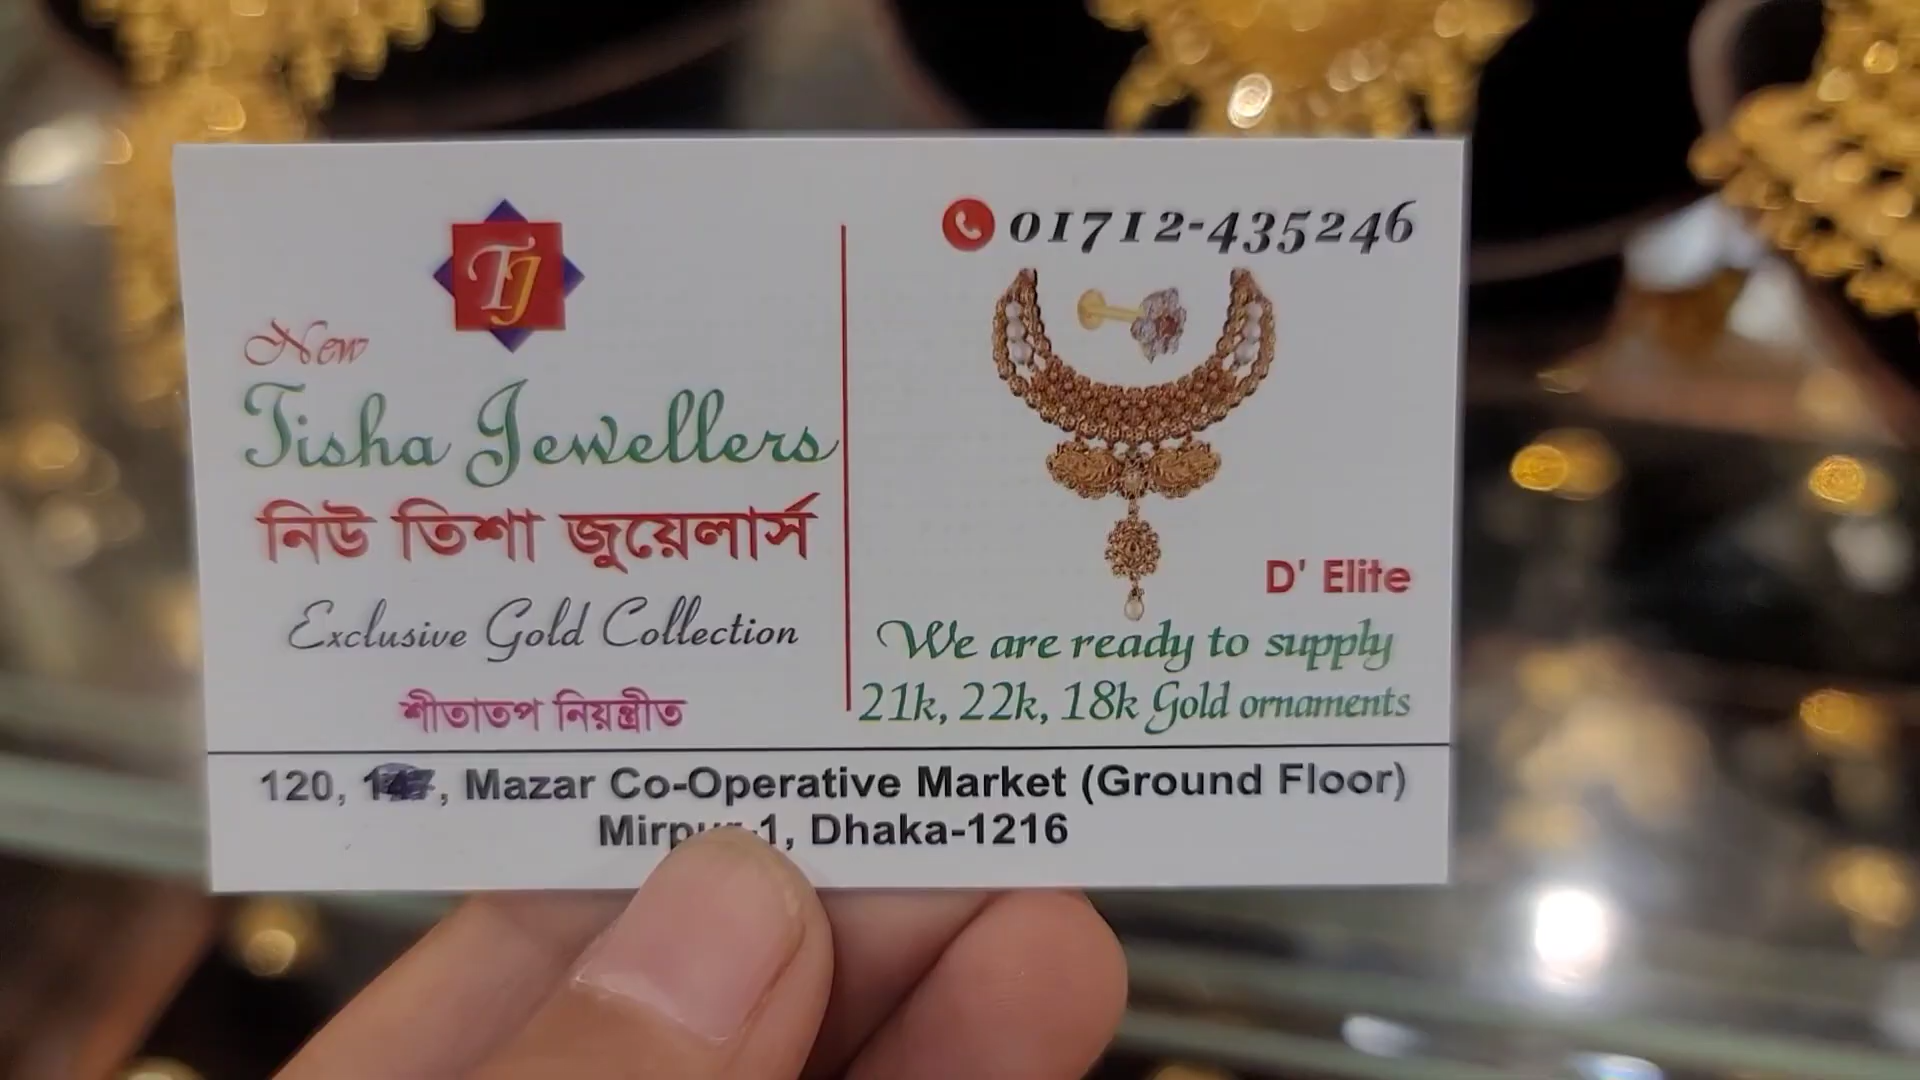 TJ
New
Tisha Jewellers
নিউ তিশা জুয়েলার্স
Exclusive Gold Collection
শীতাতপ নিয়ন্ত্রীত
01712-435246
D' Elite
We are ready to supply
21k, 22k, 18k Gold ornaments
120, , Mazar Co-Operative Market (Ground Floor)
1, Dhaka-1216